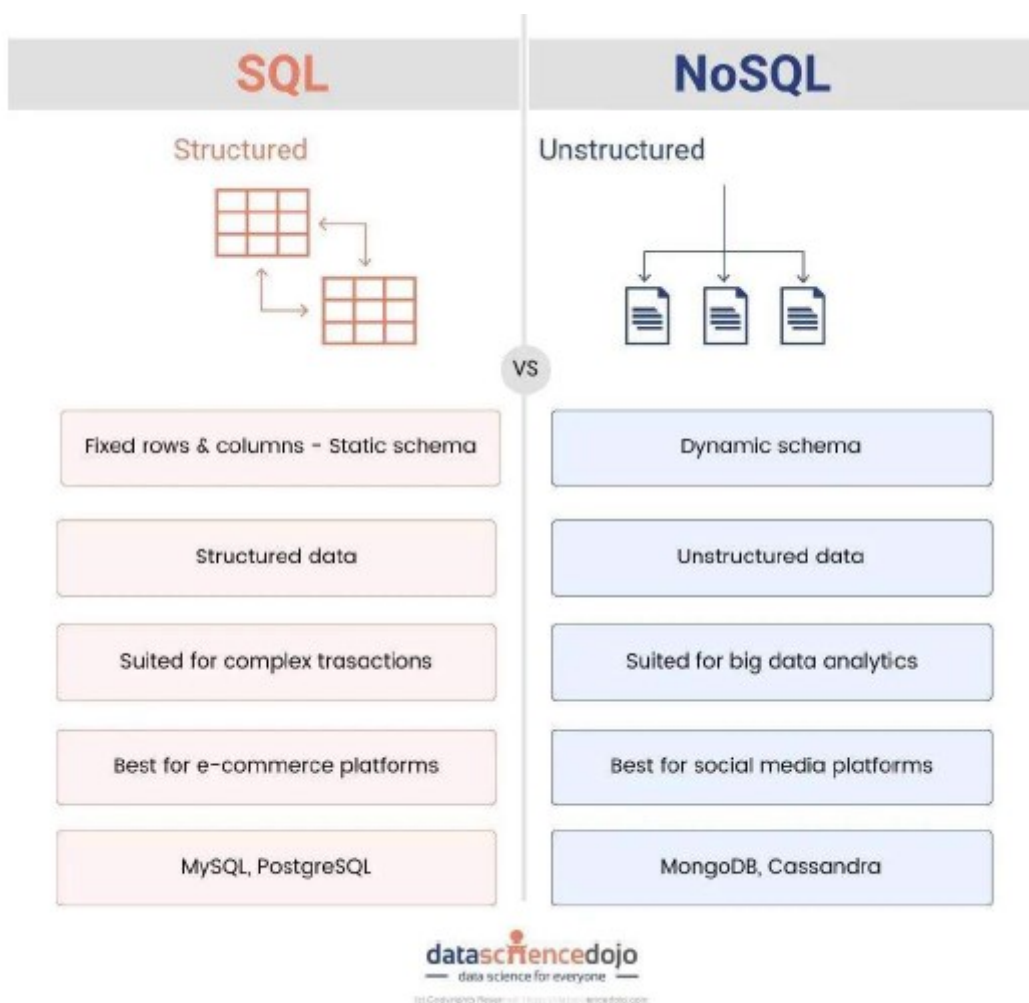 SQL
NoSQL
Structured
Unstructured
VS
Fixed rows & columns - Static schema
Dynamic schema
Structured data
Unstructured data
Suited for complex trasactions
Suited for big data analytics
Best for e-commerce platforms
Best for social media platforms
MySQL, PostgreSQL
MongoDB, Cassandra
datasciencedojo
data science for everyone